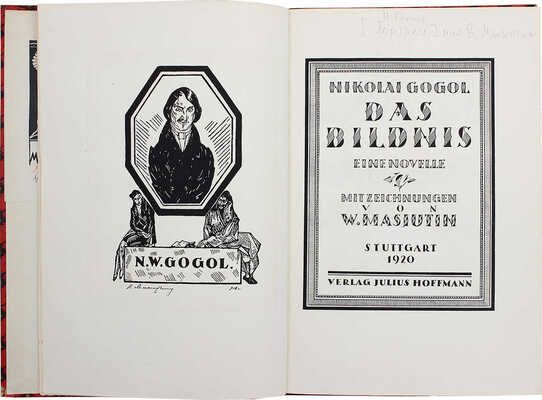 N.W. GOGOL.
NIKOLAI GOGOL
DAS
BILDNIS
EINE NOVELLE
MIT ZEICHNUNGEN
VON
W. MASIUTIN
STUTTGART
1920
VERLAG JULIUS HOFFMANN